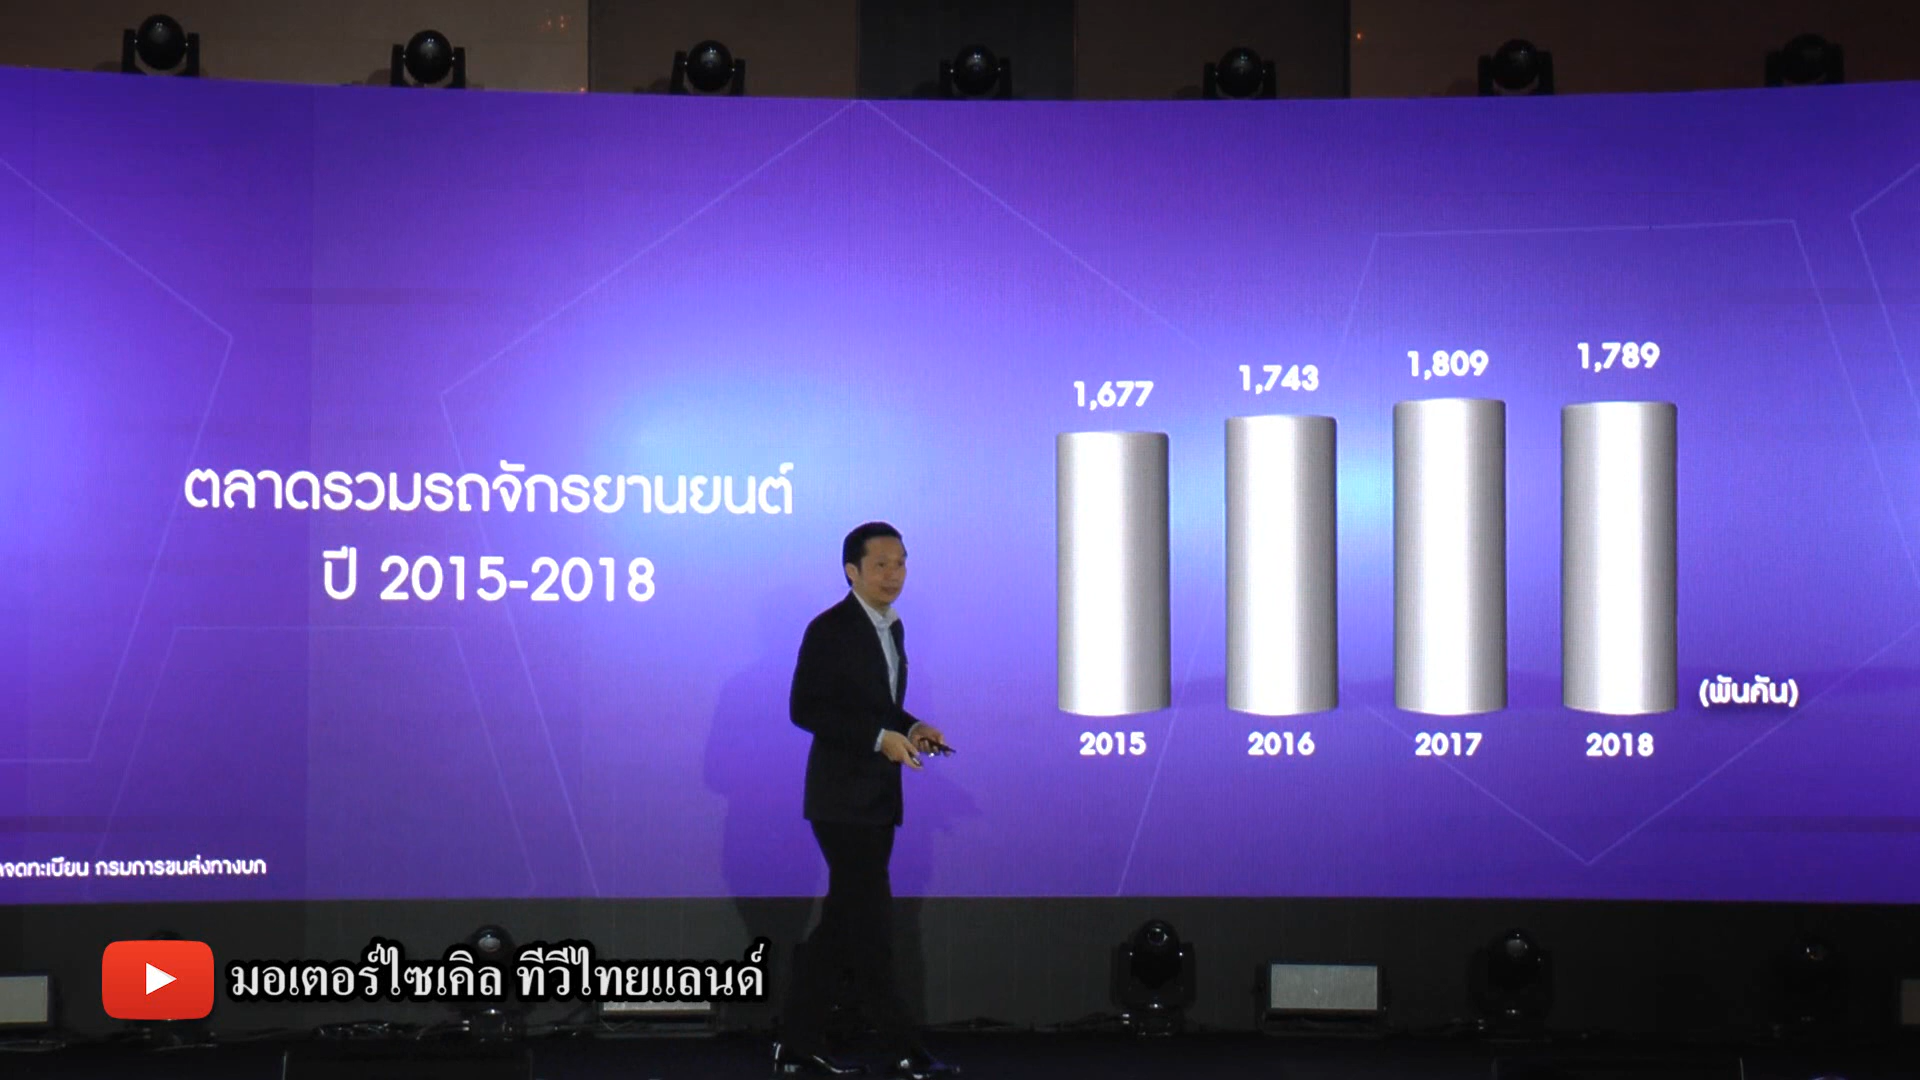 ตลาดรวมรถจักรยานยนต์
ปี 2015-2018
1,677
1,743
1,809
1,789
(พันคัน)
2015
2016
2017
2018
จดทะเบียน กรมการขนส่งทางบก
มอเตอร์ไซเคิล ทีวีไทยแลนด์